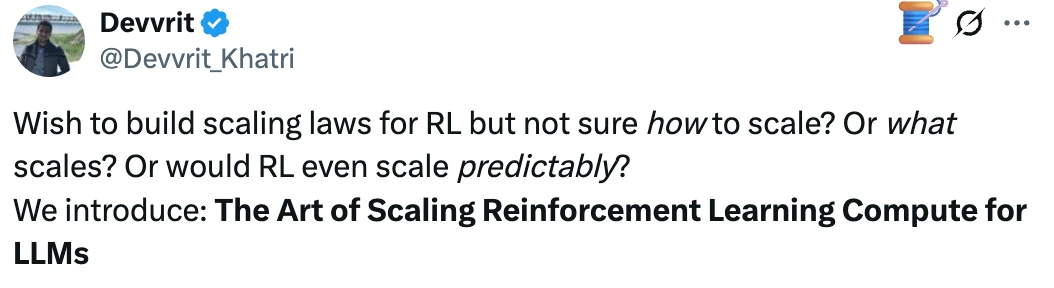 Devvrit
@Devvrit_Khatri
Wish to build scaling laws for RL but not sure how to scale? Or what
scales? Or would RL even scale predictably?
We introduce: The Art of Scaling Reinforcement Learning Compute for
LLMs